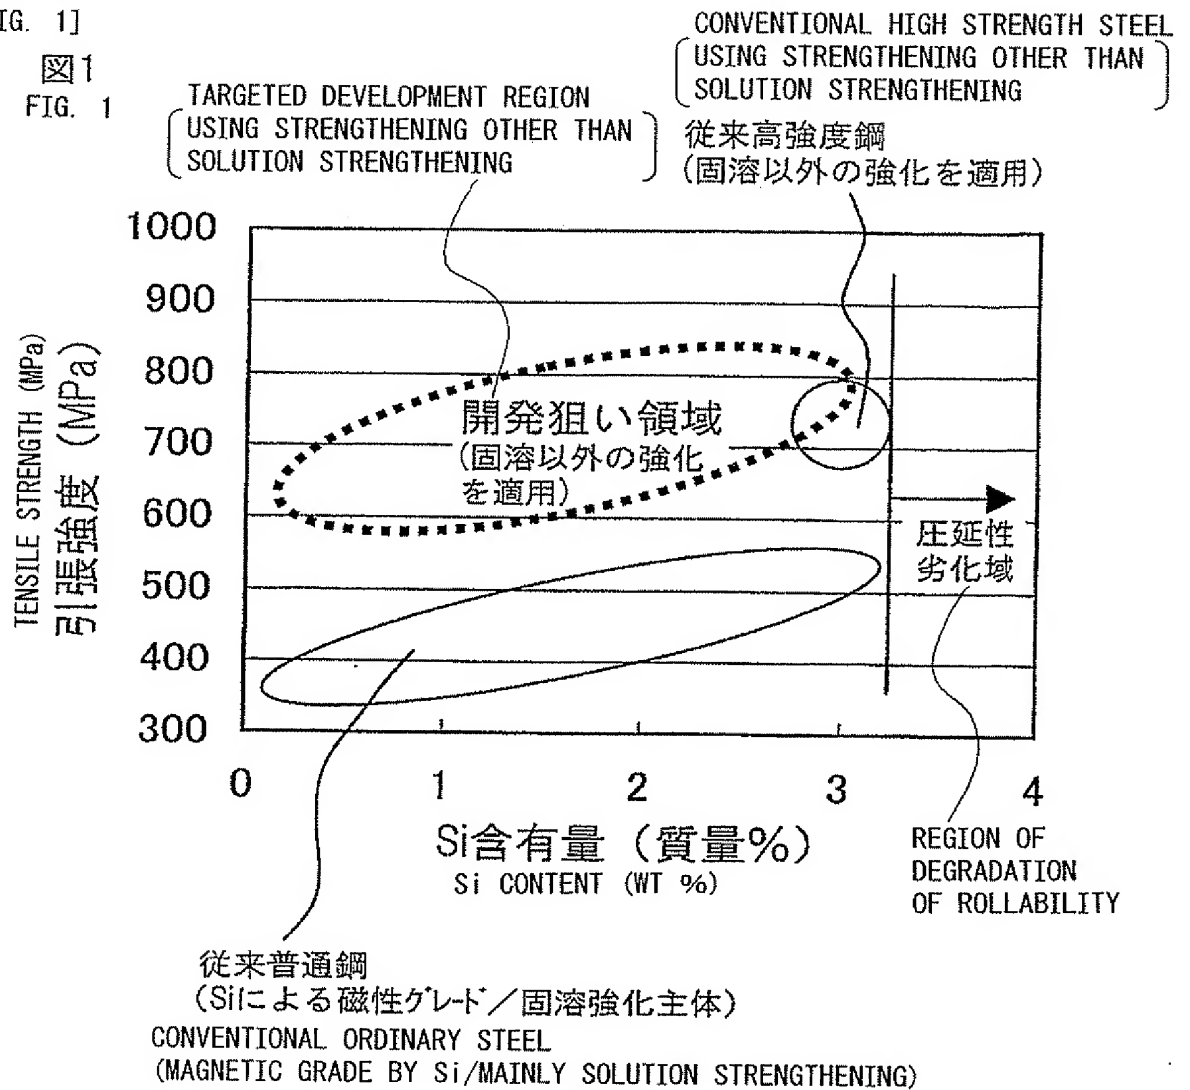 IG. 1]
図1
FIG. 1
CONVENTIONAL HIGH STRENGTH STEEL
USING STRENGTHENING OTHER THAN
SOLUTION STRENGTHENING
従来高強度鋼
(固溶以外の強化を適用)
TARGETED DEVELOPMENT REGION
USING STRENGTHENING OTHER THAN
SOLUTION STRENGTHENING
TENSILE STRENGTH (MPa)
引張強度 (MPa)
1000
900
800
700
600
500
400
300
開発狙い領域
(固溶以外の強化
を適用)
圧延性
劣化域
0 1 2 3 4
Si含有量 (質量%)
Si CONTENT (WT %)
REGION OF
DEGRADATION
OF ROLLABILITY
従来普通鋼
(Siによる磁性グレード/固溶強化主体)
CONVENTIONAL ORDINARY STEEL
(MAGNETIC GRADE BY Si/MAINLY SOLUTION STRENGTHENING)